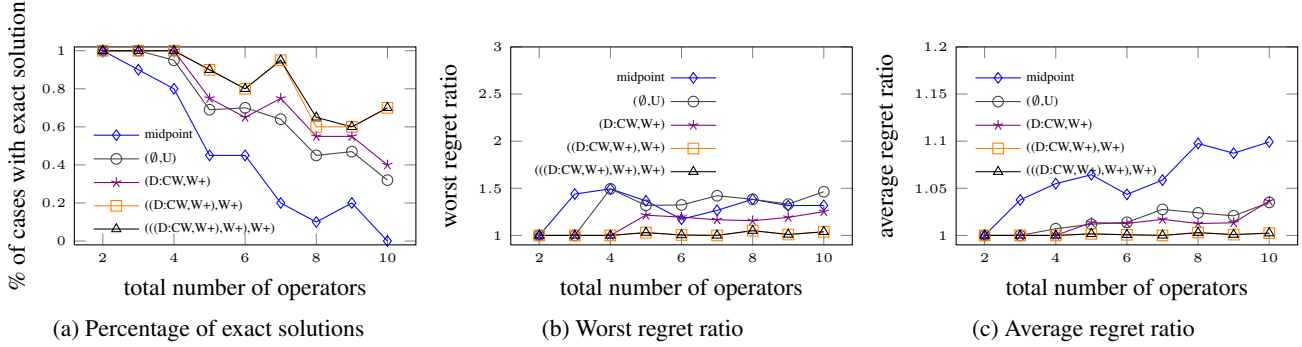 % of cases with exact solution
1
0.8
0.6
0.4
0.2
0
2 4 6 8 10
midpoint
(∅,U)
(D:CW,W+)
((D:CW,W+),W+)
(((D:CW,W+),W+),W+)
total number of operators
(a) Percentage of exact solutions
worst regret ratio
3
2.5
2
1.5
1
2 4 6 8 10
midpoint
(∅,U)
(D:CW,W+)
((D:CW,W+),W+)
(((D:CW,W+),W+),W+)
total number of operators
(b) Worst regret ratio
average regret ratio
1.2
1.15
1.1
1.05
1
2 4 6 8 10
midpoint
(∅,U)
(D:CW,W+)
((D:CW,W+),W+)
(((D:CW,W+),W+),W+)
total number of operators
(c) Average regret ratio